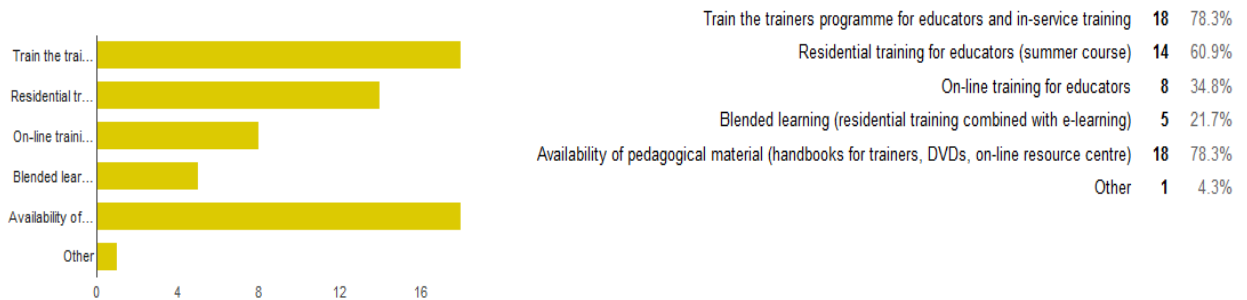 Train the trai...
Residential tr...
On-line traini...
Blended lear...
Availability of...
Other
0 4 8 12 16
Train the trainers programme for educators and in-service training 18 78.3%
Residential training for educators (summer course) 14 60.9%
On-line training for educators 8 34.8%
Blended learning (residential training combined with e-learning) 5 21.7%
Availability of pedagogical material (handbooks for trainers, DVDs, on-line resource centre) 18 78.3%
Other 1 4.3%